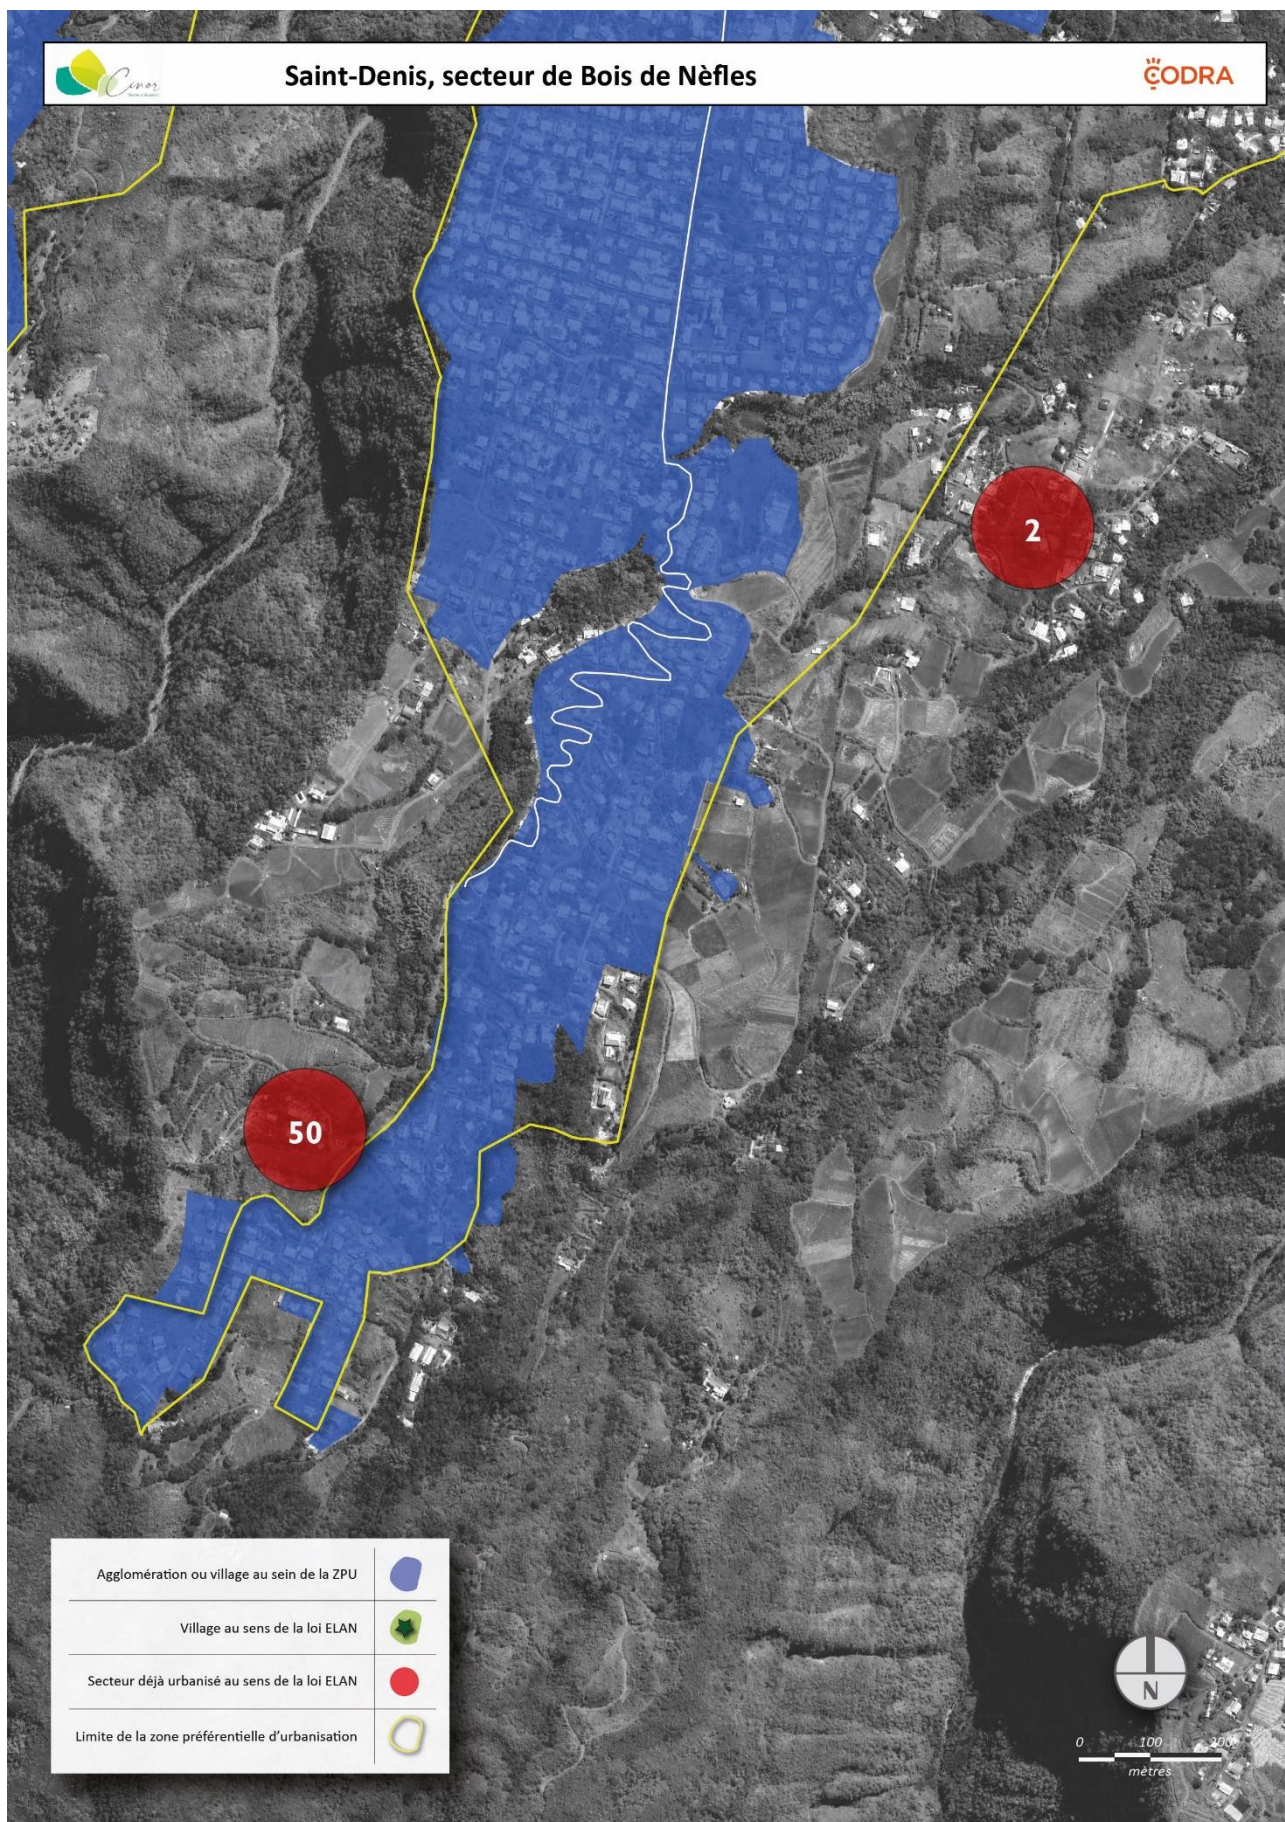 Cinor
Saint-Denis, secteur de Bois de Nèfles
CODRA
2
50
Agglomération ou village au sein de la ZPU
Village au sens de la loi ELAN
Secteur déjà urbanisé au sens de la loi ELAN
Limite de la zone préférentielle d'urbanisation
N
0 100 200
mètres